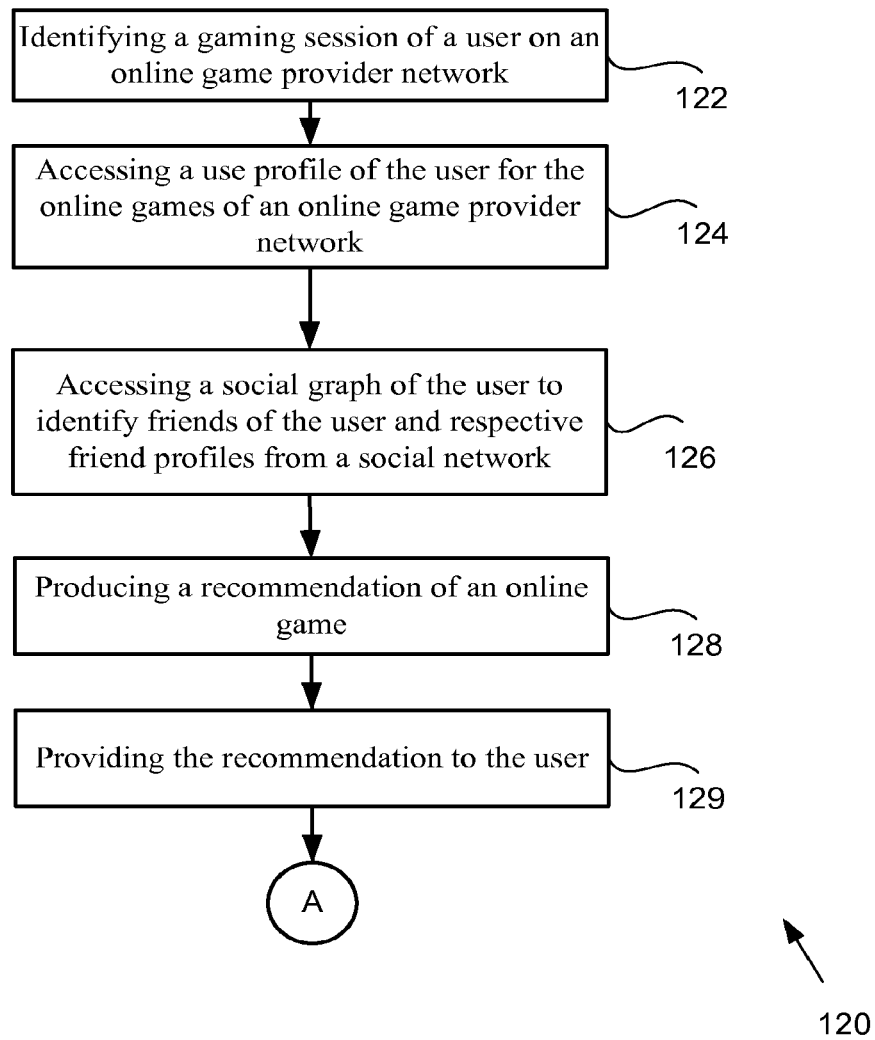 Identifying a gaming session of a user on an
online game provider network
122
Accessing a use profile of the user for the
online games of an online game provider
network
124
Accessing a social graph of the user to
identify friends of the user and respective
friend profiles from a social network
126
Producing a recommendation of an online
game
128
Providing the recommendation to the user
129
A
120